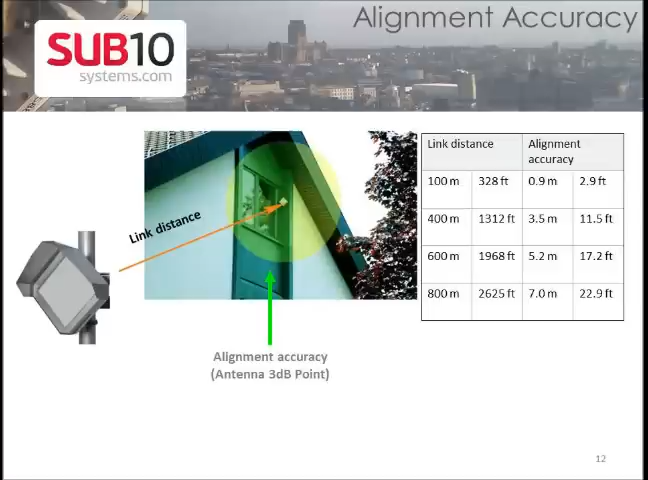 Alignment Accuracy
SUB10
systems.com
Link distance
Alignment accuracy
(Antenna 3dB Point)
Link distance Alignment
accuracy
100 m 328 ft 0.9 m 2.9 ft
400 m 1312 ft 3.5 m 11.5 ft
600 m 1968 ft 5.2 m 17.2 ft
800 m 2625 ft 7.0 m 22.9 ft
12